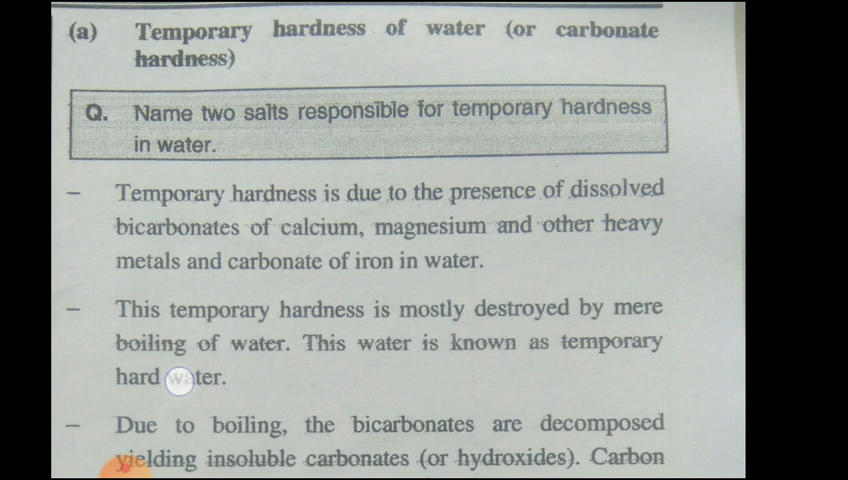 (a) Temporary hardness of water (or carbonate
hardness)
Q. Name two salts responsible for temporary hardness
in water.
– Temporary hardness is due to the presence of dissolved
bicarbonates of calcium, magnesium and other heavy
metals and carbonate of iron in water.
– This temporary hardness is mostly destroyed by mere
boiling of water. This water is known as temporary
hard water.
– Due to boiling, the bicarbonates are decomposed
yielding insoluble carbonates (or hydroxides). Carbon